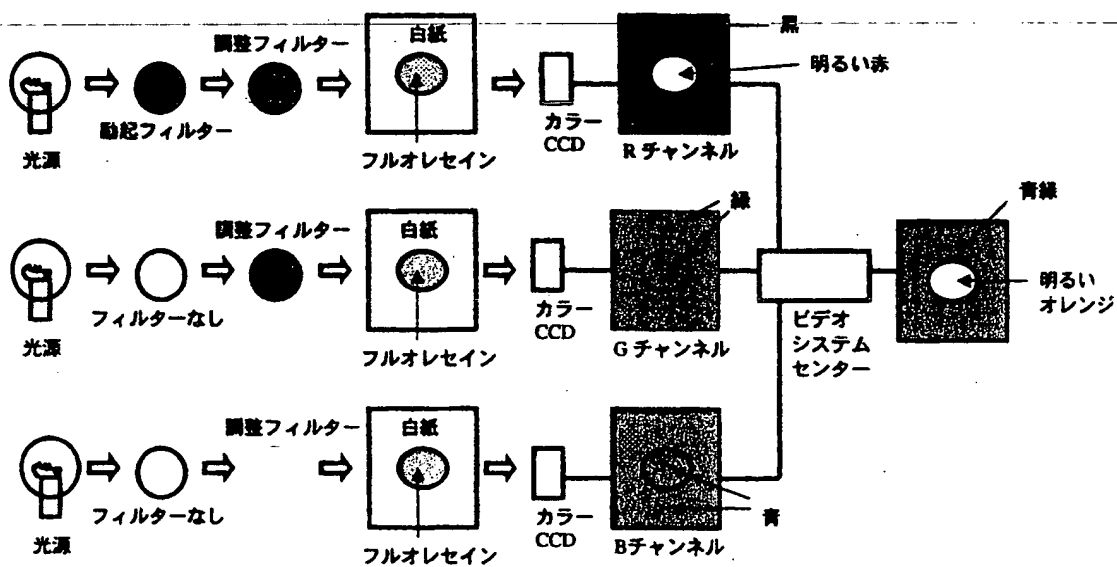 光源
励起フィルター
調整フィルター
白紙
フルオレセイン
カラー
CCD
黒
明るい赤
R チャンネル
光源
フィルターなし
調整フィルター
白紙
フルオレセイン
カラー
CCD
緑
G チャンネル
ビデオ
システム
センター
青緑
明るい
オレンジ
光源
フィルターなし
調整フィルター
白紙
フルオレセイン
カラー
CCD
青
Bチャンネル